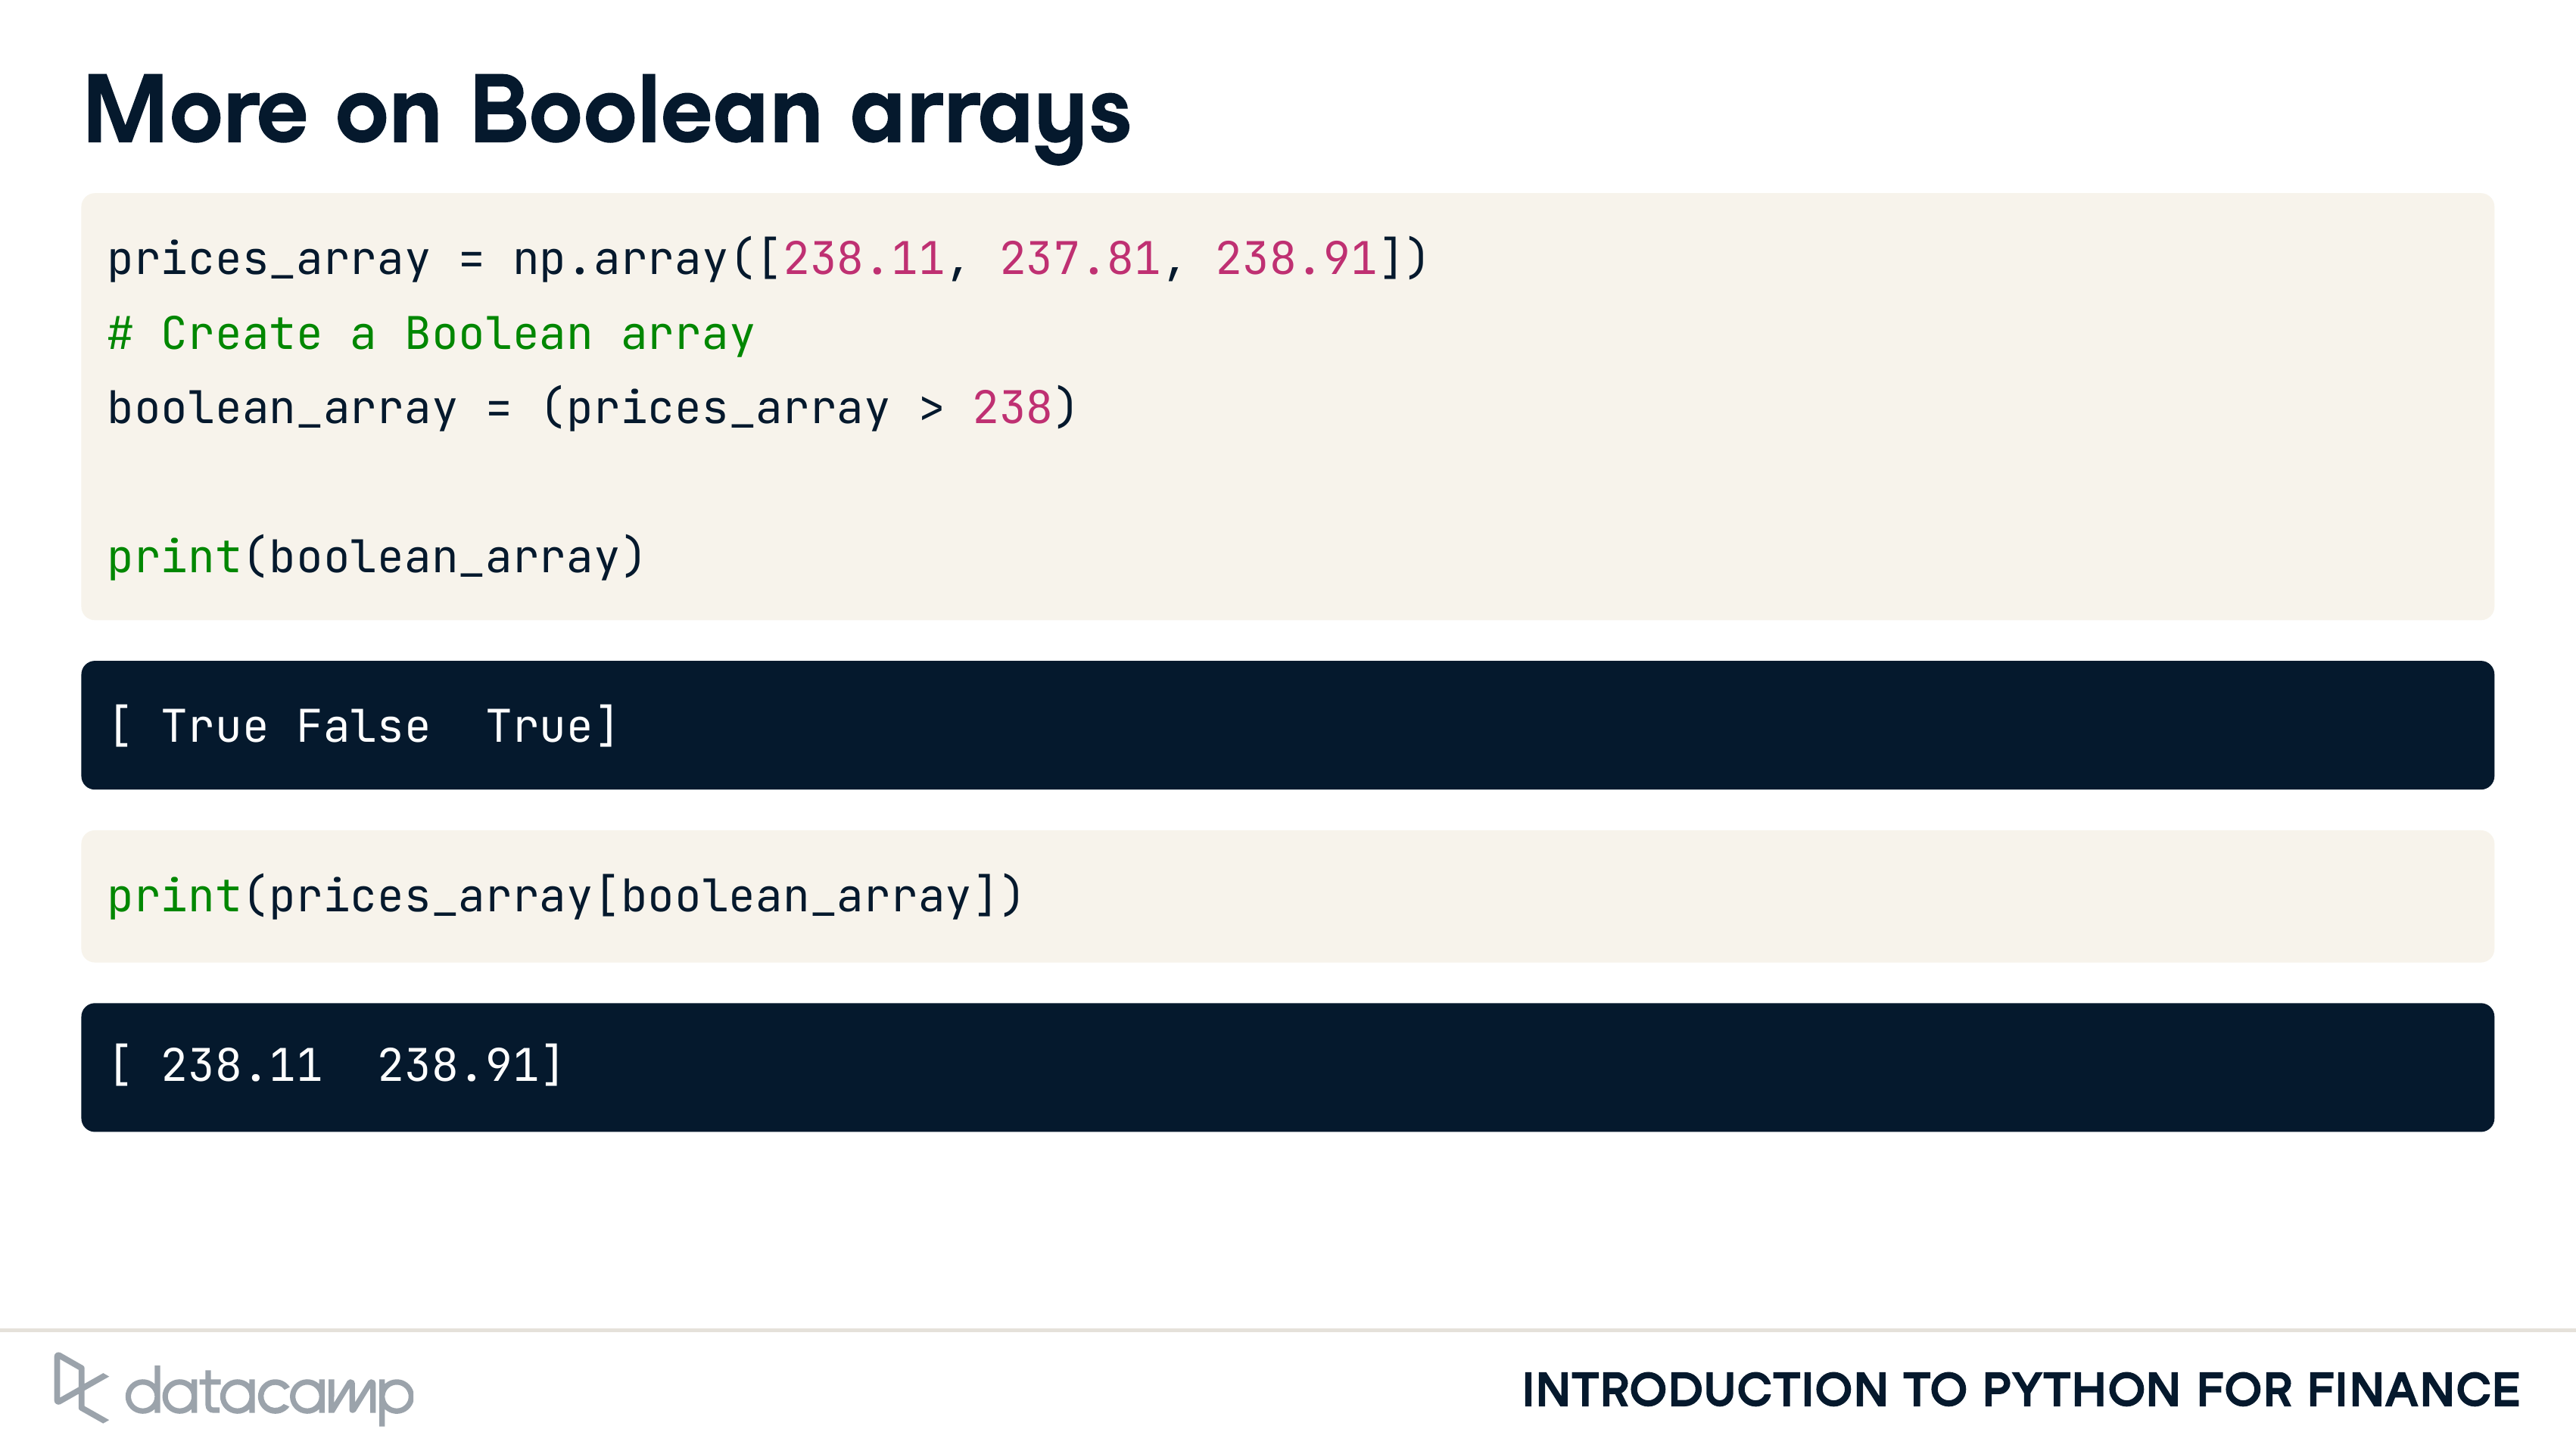 More on Boolean arrays
prices_array = np.array([238.11, 237.81, 238.91])
# Create a Boolean array
boolean_array = (prices_array > 238)
print(boolean_array)
[ True False  True]
print(prices_array[boolean_array])
[ 238.11  238.91]
datacamp
INTRODUCTION TO PYTHON FOR FINANCE